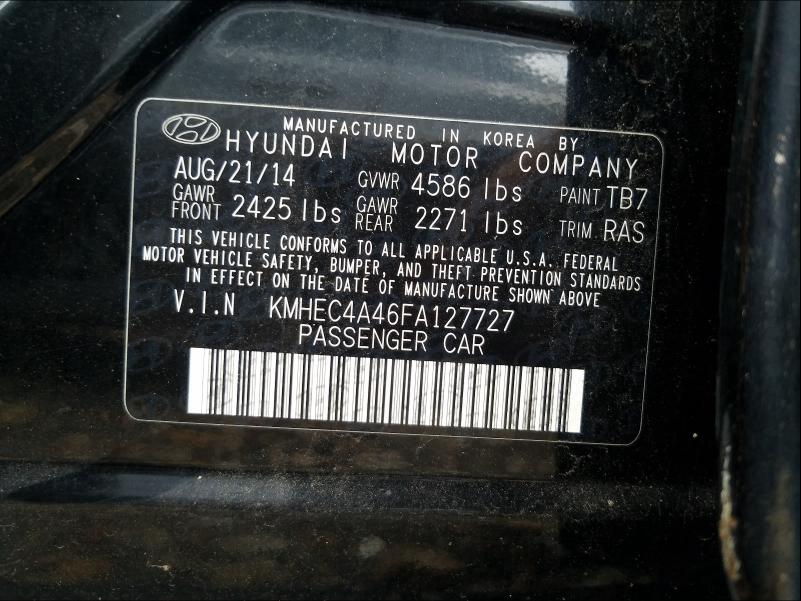 MANUFACTURED IN KOREA BY
HYUNDAI MOTOR COMPANY
AUG/21/14 GVWR 4586 lbs PAINT TB7
GAWR FRONT 2425 lbs GAWR REAR 2271 lbs TRIM RAS
THIS VEHICLE CONFORMS TO ALL APPLICABLE U.S.A. FEDERAL
MOTOR VEHICLE SAFETY, BUMPER, AND THEFT PREVENTION STANDARDS
IN EFFECT ON THE DATE OF MANUFACTURE SHOWN ABOVE
V.I.N KMHEC4A46FA127727
PASSENGER CAR